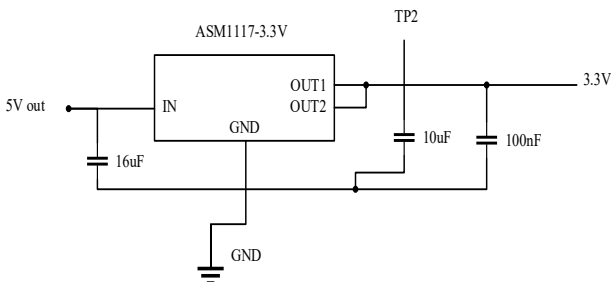 TP2
ASM1117-3.3V
OUT1
3.3V
5V out
IN
OUT2
GND
10uF
100nF
16uF
GND